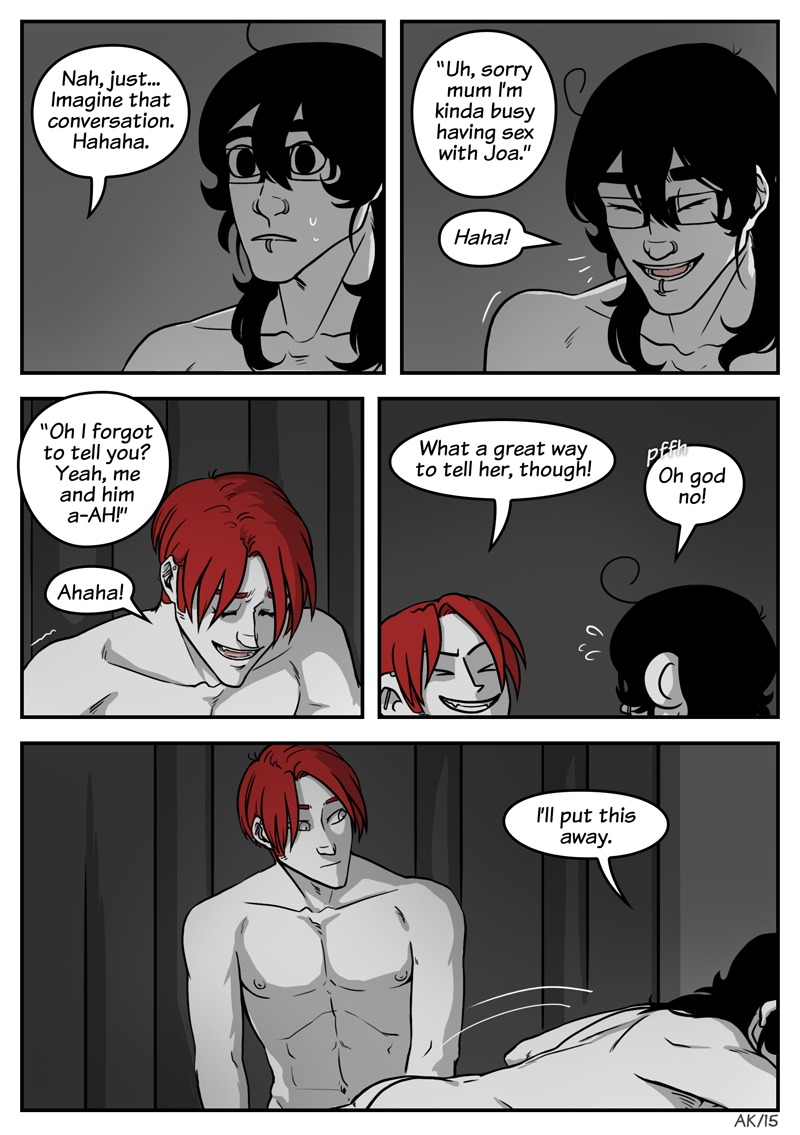 Nah, just...
Imagine that
conversation.
Hahaha.
"Uh, sorry
mum I'm
kinda busy
having sex
with Joa."
Haha!
"Oh I forgot
to tell you?
Yeah, me
and him
a-AH!"
Ahaha!
What a great way
to tell her, though!
pffh
Oh god
no!
I'll put this
away.
AK/15